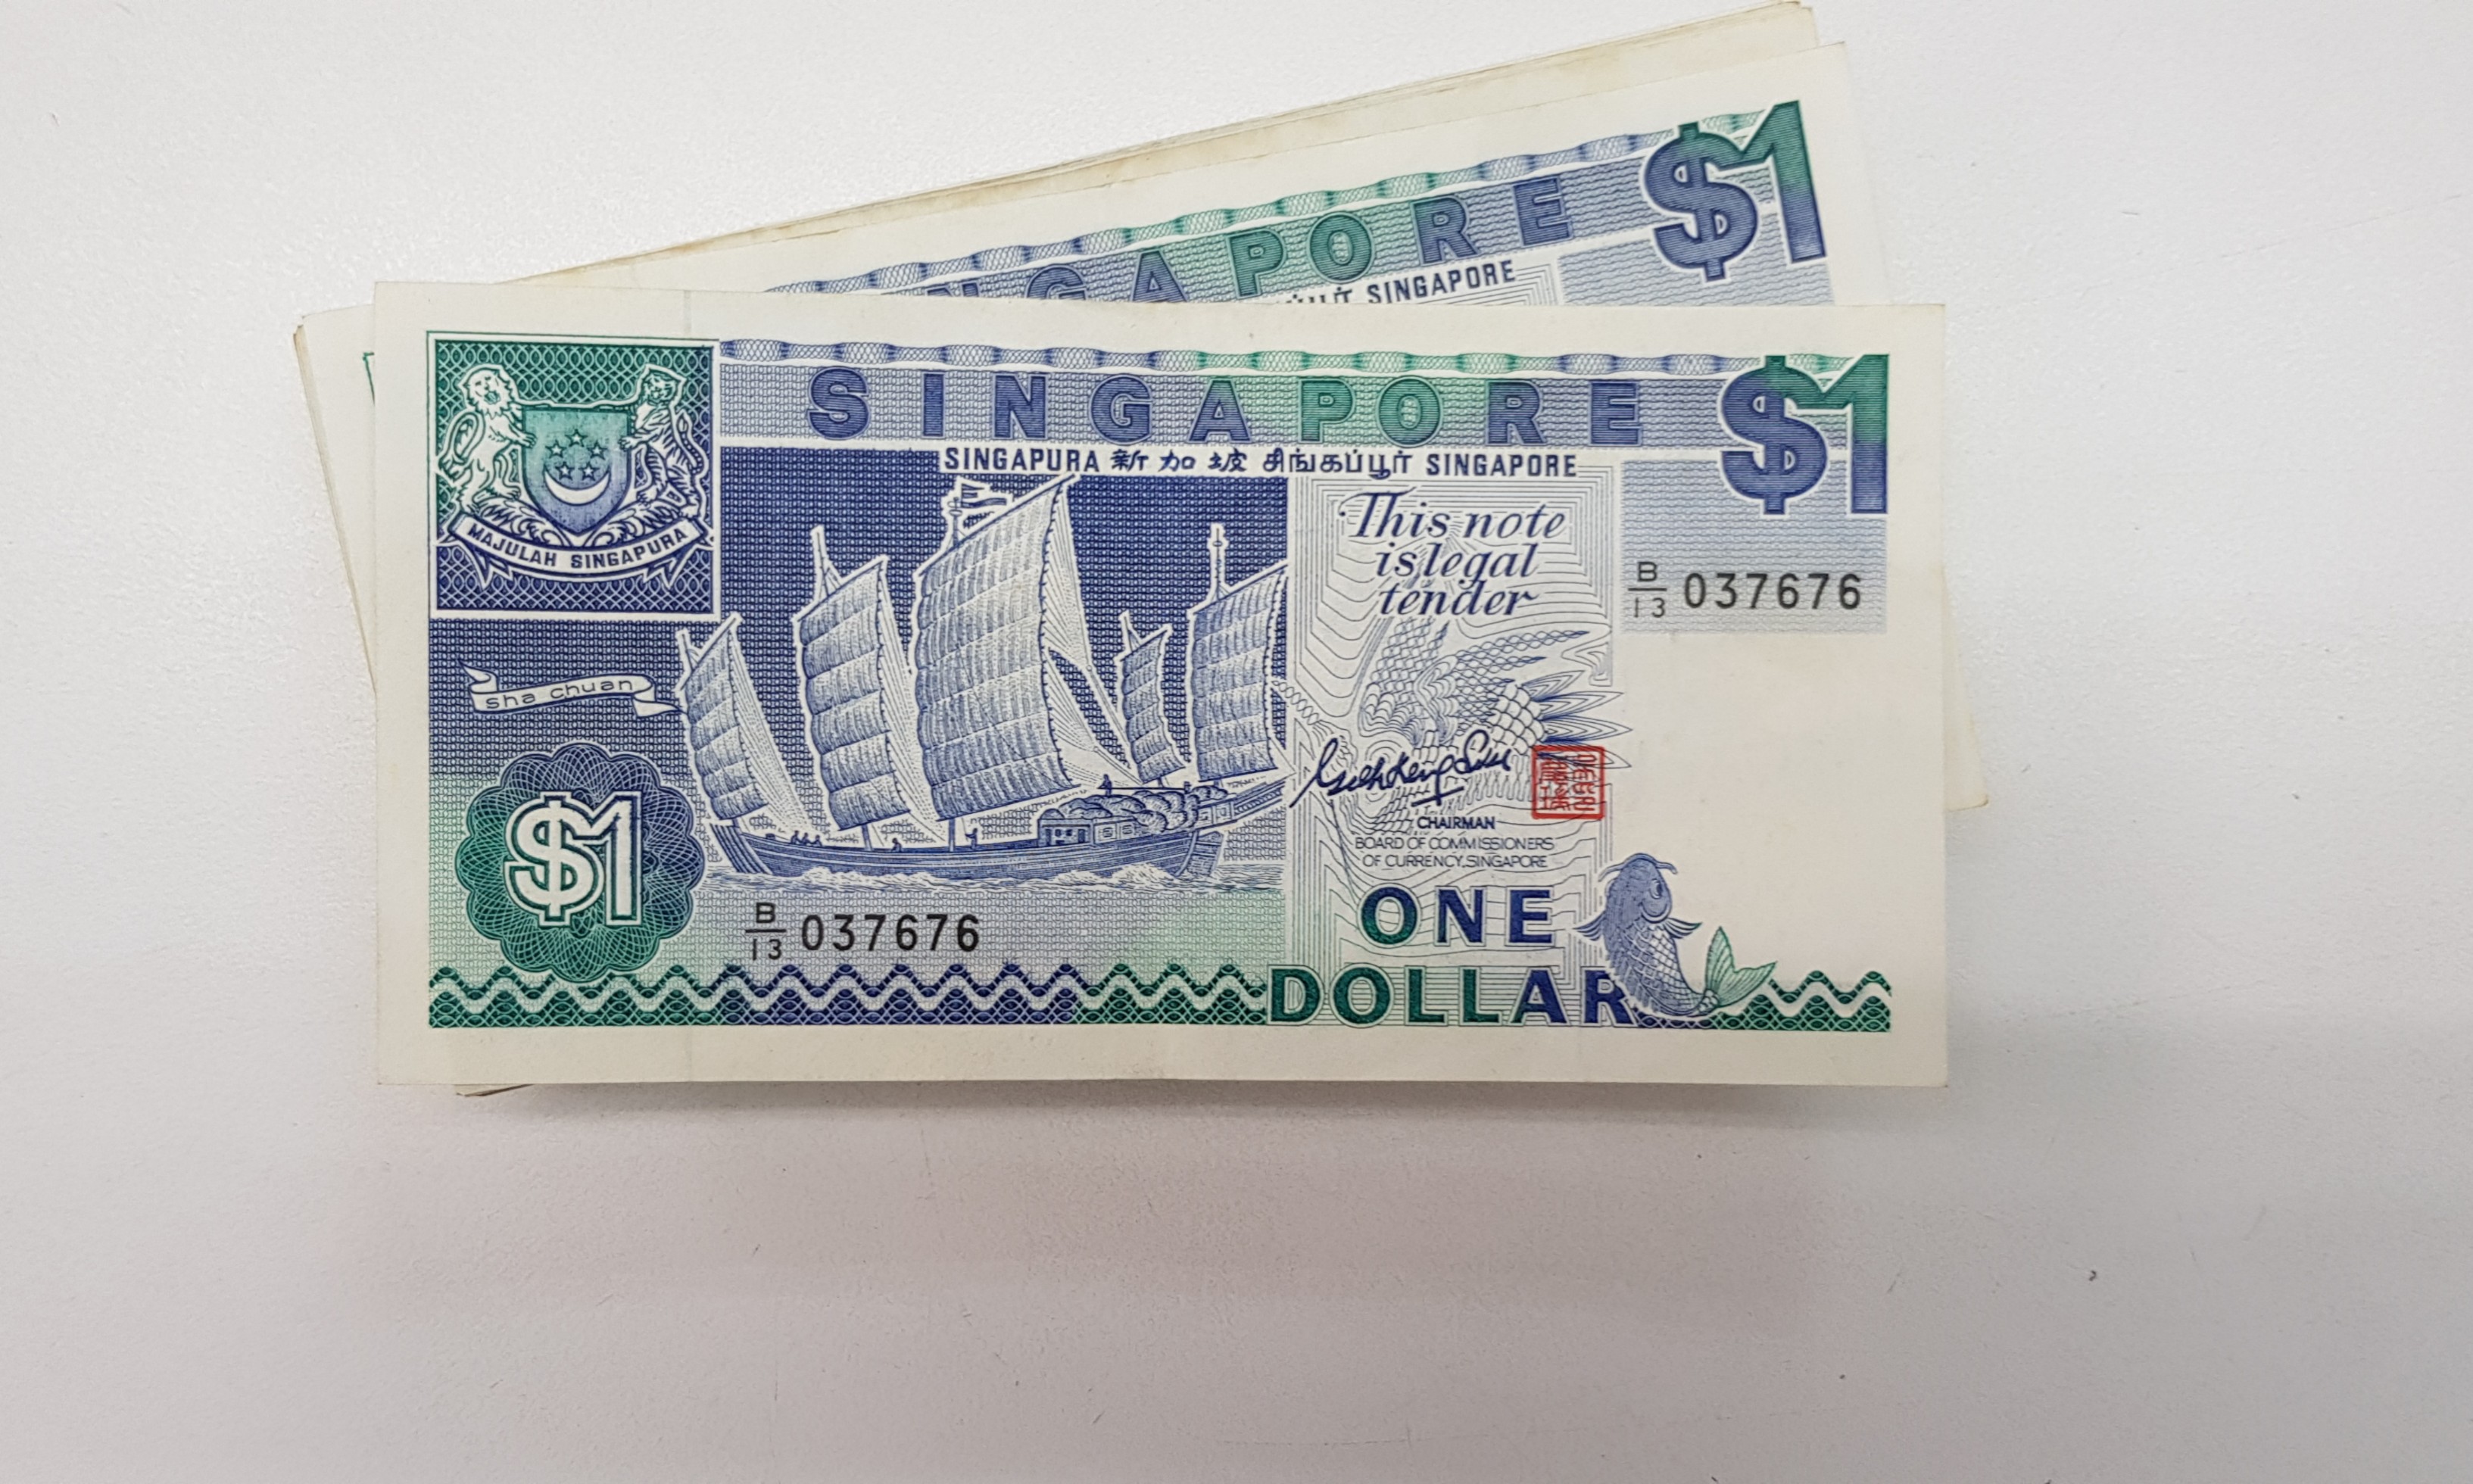 $1
NGAPORE
SINGAPORE
$1
SINGAPORE
SINGAPURA 新加坡 சிங்கப்பூர் SINGAPORE
MAJULAH SINGAPURA
This note
is legal
tender
B/13 037676
sha chuan
$1
CHAIRMAN
BOARD OF COMMISSIONERS
OF CURRENCY, SINGAPORE
B/13 037676
ONE
DOLLAR